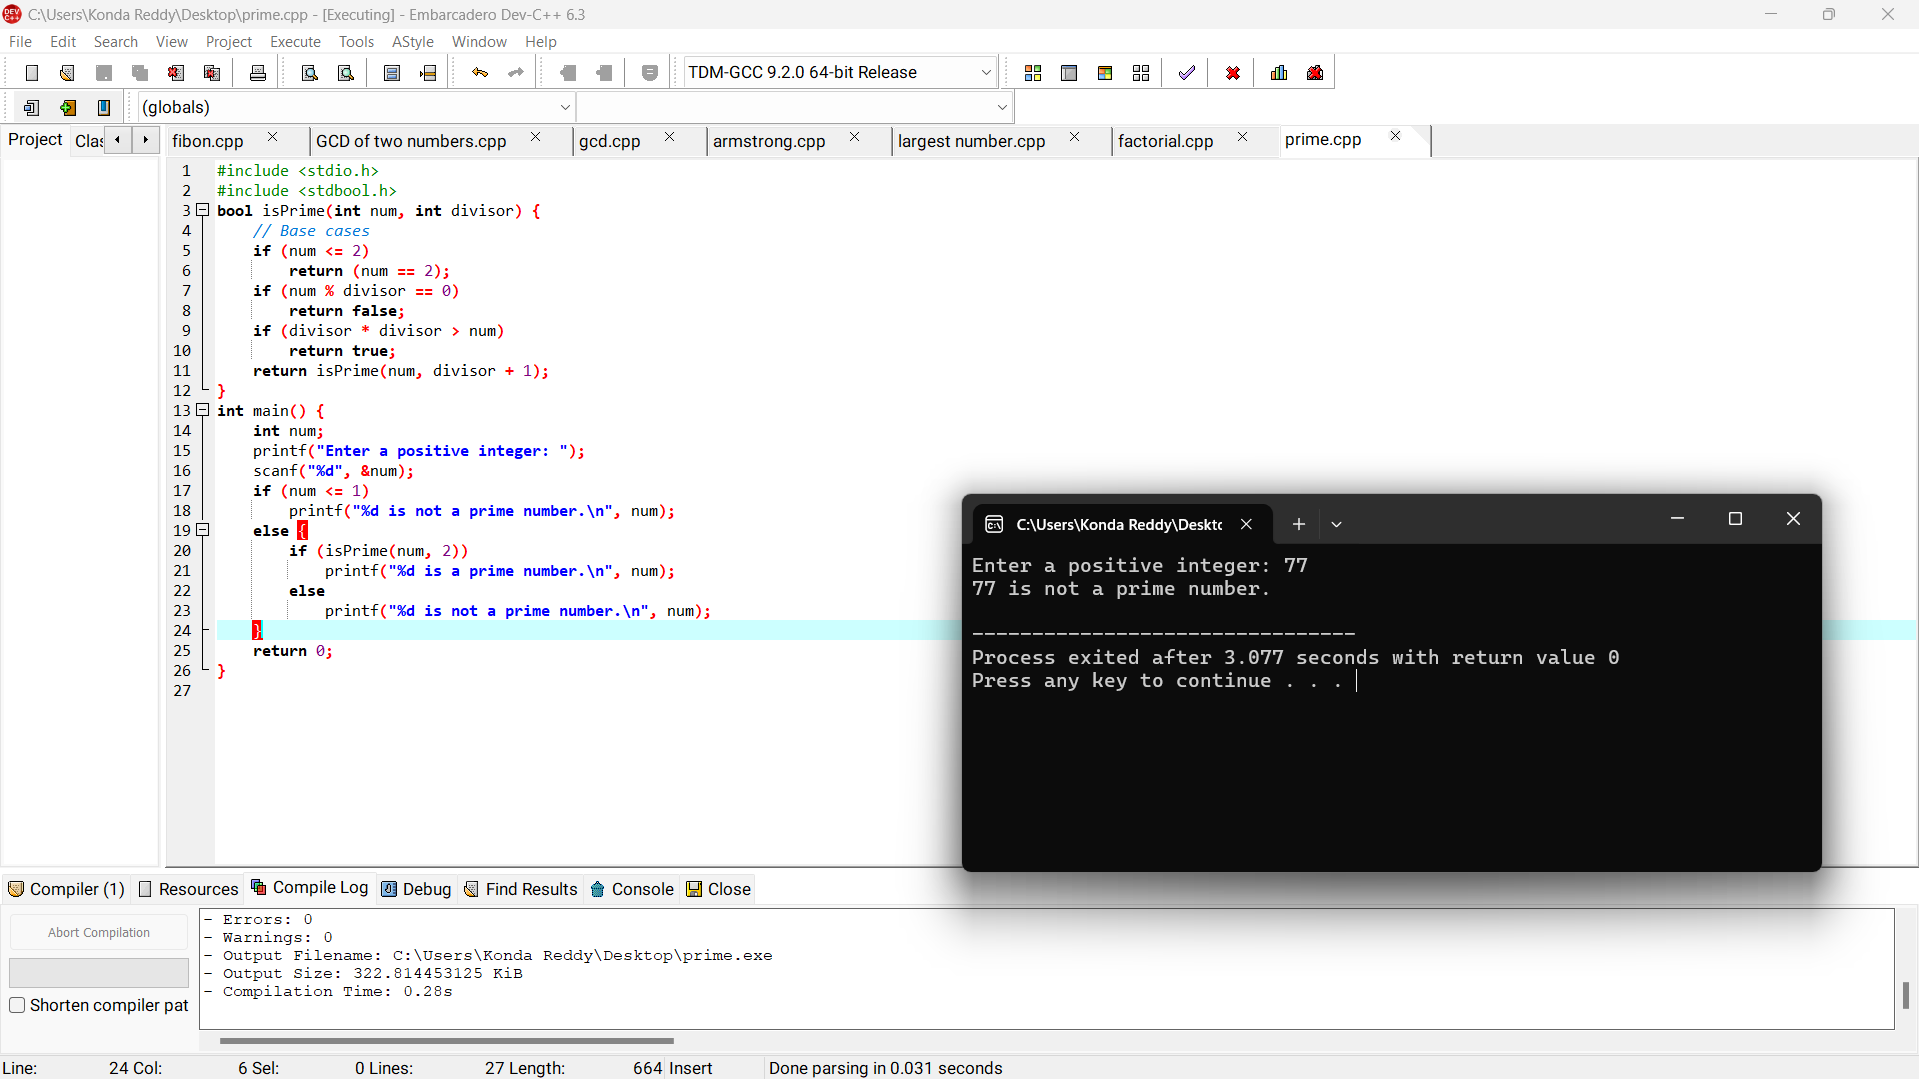 C:\Users\Konda Reddy\Desktop\prime.cpp - [Executing] - Embarcadero Dev-C++ 6.3
File Edit Search View Project Execute Tools AStyle Window Help
TDM-GCC 9.2.0 64-bit Release
(globals)
Project Clas fibon.cpp GCD of two numbers.cpp gcd.cpp armstrong.cpp largest number.cpp factorial.cpp prime.cpp
1 #include <stdio.h>
2 #include <stdbool.h>
3 bool isPrime(int num, int divisor) {
4 // Base cases
5 if (num <= 2)
6 return (num == 2);
7 if (num % divisor == 0)
8 return false;
9 if (divisor * divisor > num)
10 return true;
11 return isPrime(num, divisor + 1);
12 }
13 int main() {
14 int num;
15 printf("Enter a positive integer: ");
16 scanf("%d", &num);
17 if (num <= 1)
18 printf("%d is not a prime number.\n", num);
19 else {
20 if (isPrime(num, 2))
21 printf("%d is a prime number.\n", num);
22 else
23 printf("%d is not a prime number.\n", num);
24 }
25 return 0;
26 }
27
C:\Users\Konda Reddy\Deskto
Enter a positive integer: 77
77 is not a prime number.
--------------------------------
Process exited after 3.077 seconds with return value 0
Press any key to continue . . .
Compiler (1) Resources Compile Log Debug Find Results Console Close
Abort Compilation
Shorten compiler pat
- Errors: 0
- Warnings: 0
- Output Filename: C:\Users\Konda Reddy\Desktop\prime.exe
- Output Size: 322.814453125 KiB
- Compilation Time: 0.28s
Line: 24 Col: 6 Sel: 0 Lines: 27 Length: 664 Insert Done parsing in 0.031 seconds